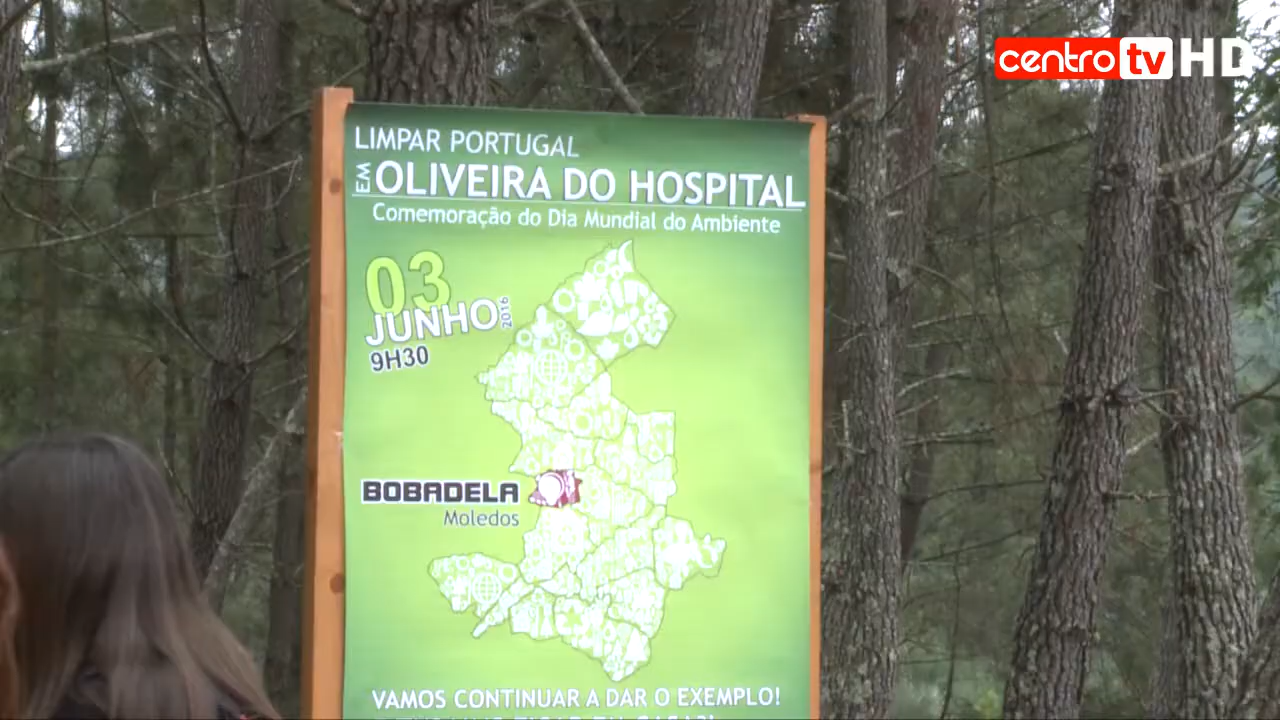 centro tv HD
LIMPAR PORTUGAL
EM OLIVEIRA DO HOSPITAL
Comemoração do Dia Mundial do Ambiente
03
JUNHO 2016
9H30
BOBADELA
Moledos
VAMOS CONTINUAR A DAR O EXEMPLO!